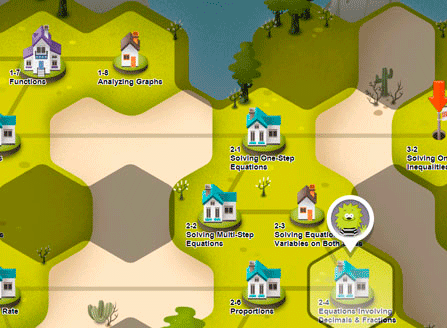 1-7
Functions
1-8
Analyzing Graphs
2-1
Solving One-Step
Equations
3-2
Solving On
Inequalities
s
2-2
Solving Multi-Step
Equations
2-3
Solving Equatio
Variables on Both
s
Rate
2-6
Proportions
2-4
Equations Involving
Decimals & Fractions